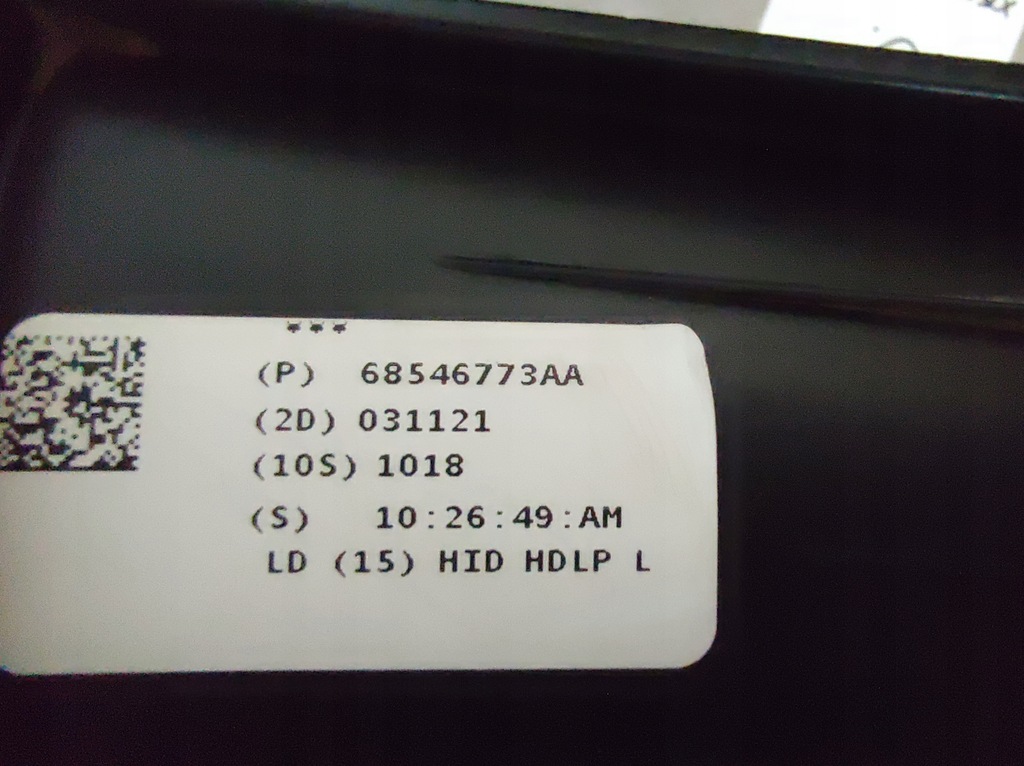 ***
(P) 68546773AA
(2D) 031121
(10S) 1018
(S) 10:26:49:AM
LD (15) HID HDLP L